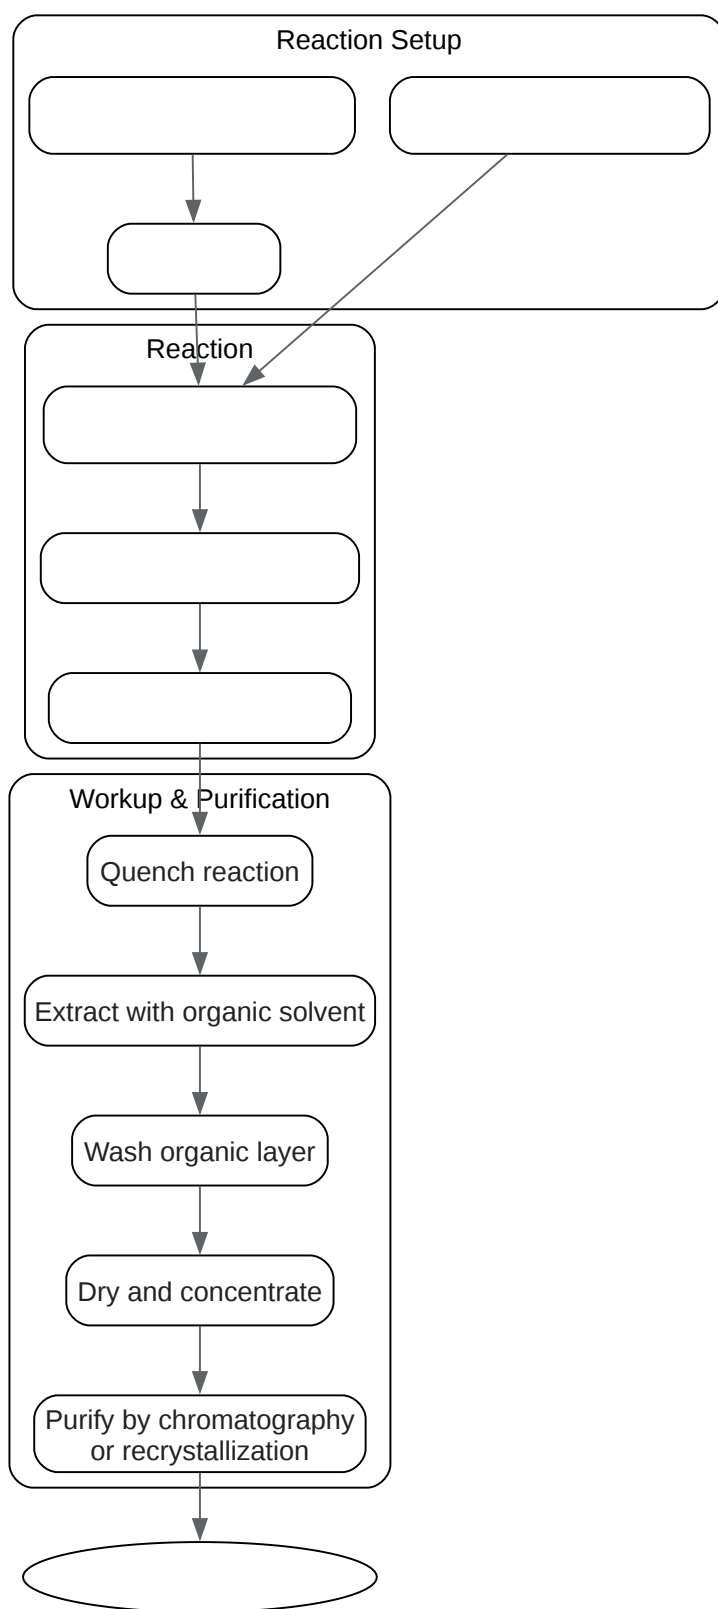 Reaction Setup
Reaction
Workup & Purification
Quench reaction
Extract with organic solvent
Wash organic layer
Dry and concentrate
Purify by chromatography
or recrystallization